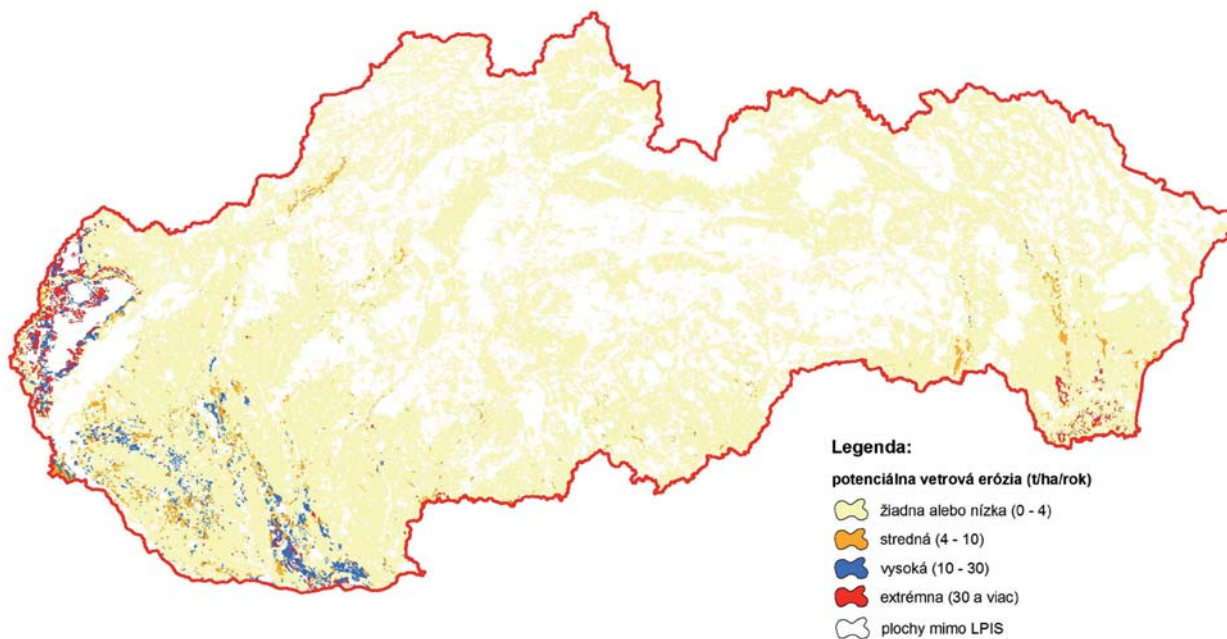 Legenda:
potenciálna vetrová erózia (t/ha/rok)
žiadna alebo nízka (0 - 4)
stredná (4 - 10)
vysoká (10 - 30)
extrémna (30 a viac)
plochy mimo LPIS